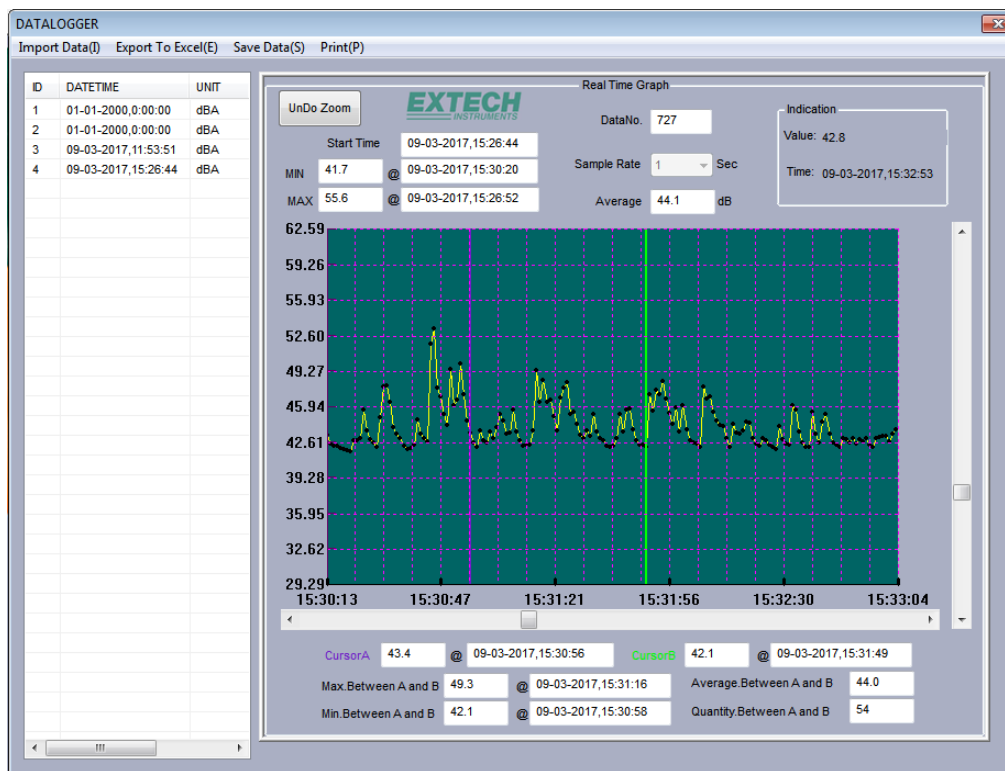 DATALOGGER
Import Data(I) Export To Excel(E) Save Data(S) Print(P)
ID DATETIME UNIT
1 01-01-2000,0:00:00 dBA
2 01-01-2000,0:00:00 dBA
3 09-03-2017,11:53:51 dBA
4 09-03-2017,15:26:44 dBA
Real Time Graph
UnDo Zoom
EXTECH
INSTRUMENTS
Start Time 09-03-2017,15:26:44
MIN 41.7 @ 09-03-2017,15:30:20
MAX 55.6 @ 09-03-2017,15:26:52
DataNo. 727
Sample Rate 1 Sec
Average 44.1 dB
Indication
Value: 42.8
Time: 09-03-2017,15:32:53
62.59
59.26
55.93
52.60
49.27
45.94
42.61
39.28
35.95
32.62
29.29
15:30:13 15:30:47 15:31:21 15:31:56 15:32:30 15:33:04
CursorA 43.4 @ 09-03-2017,15:30:56 CursorB 42.1 @ 09-03-2017,15:31:49
Max.Between A and B 49.3 @ 09-03-2017,15:31:16 Average.Between A and B 44.0
Min.Between A and B 42.1 @ 09-03-2017,15:30:58 Quantity.Between A and B 54